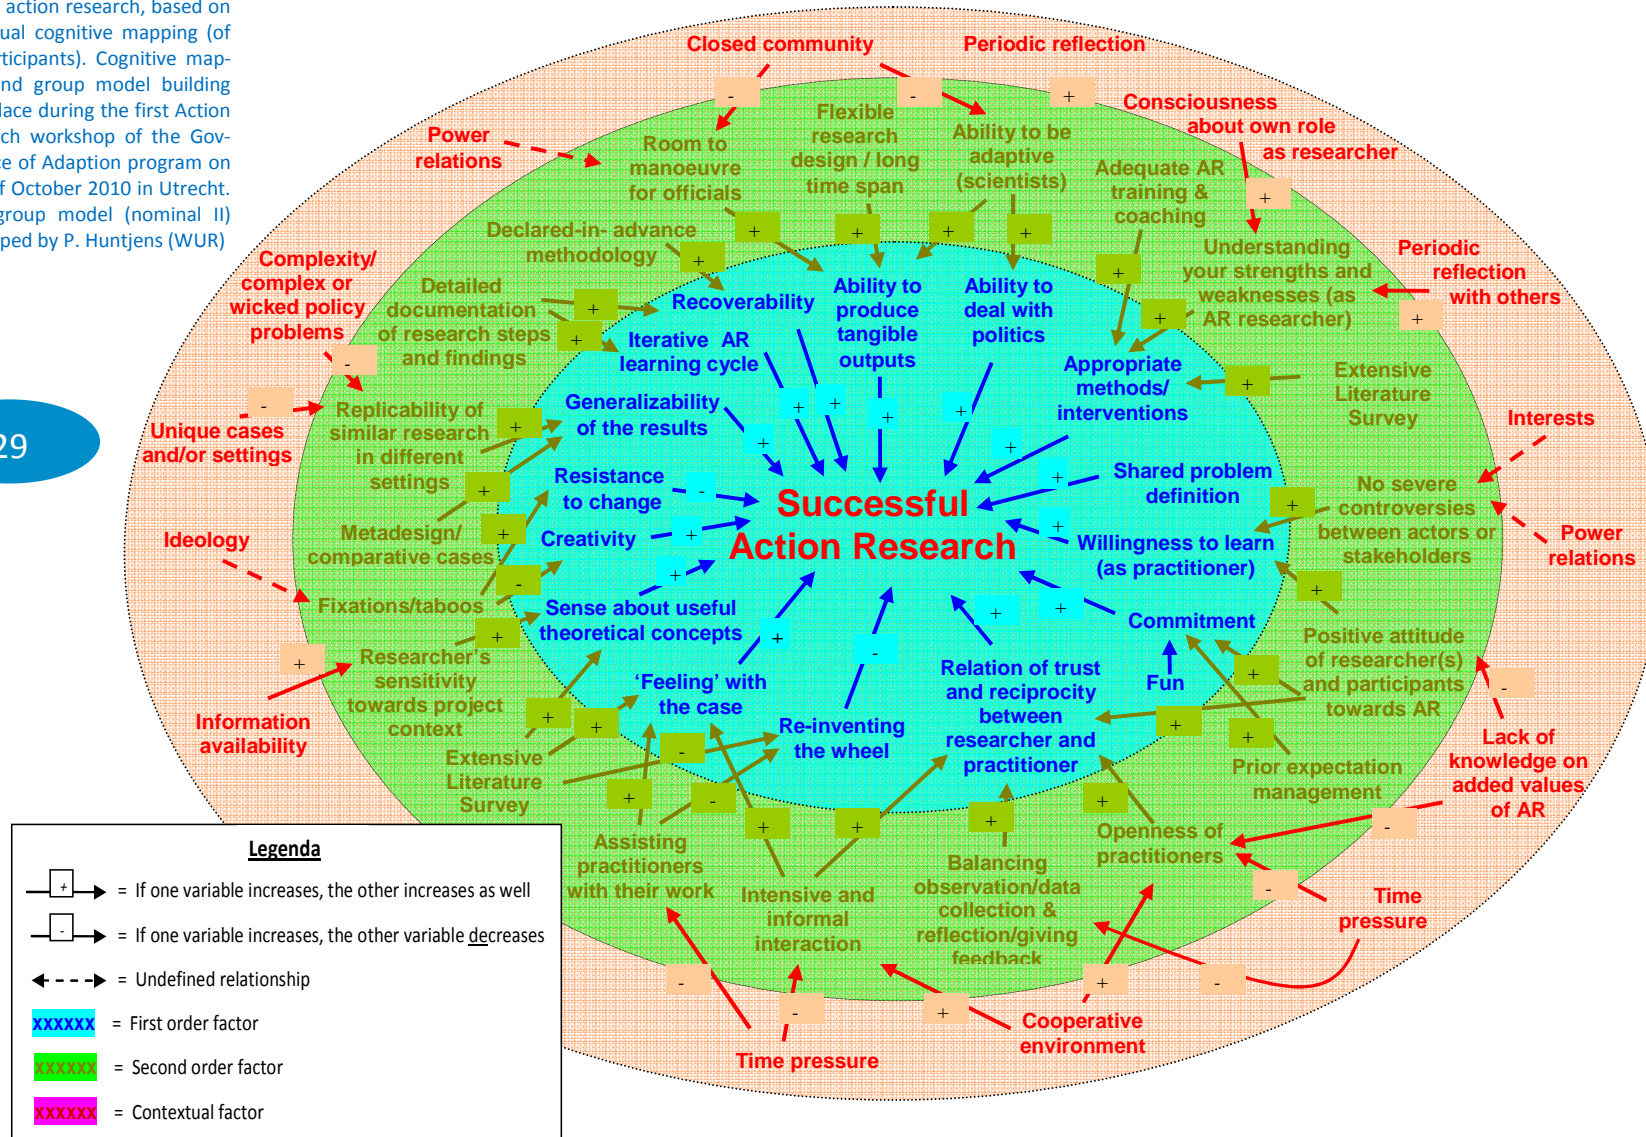 action research, based on
ual cognitive mapping (of
rticipants). Cognitive map-
nd group model building
lace during the first Action
rch workshop of the Gov-
ce of Adaption program on
f October 2010 in Utrecht.
group model (nominal II)
ped by P. Huntjens (WUR)
29
Closed community
Periodic reflection
Power
relations
Consciousness
about own role
as researcher
Periodic
reflection
with others
Complexity/
complex or
wicked policy
problems
Unique cases
and/or settings
Ideology
Information
availability
Interests
Power
relations
Lack of
knowledge on
added values
of AR
Time
pressure
Cooperative
environment
Time pressure
Room to
manoeuvre
for officials
Flexible
research
design / long
time span
Ability to be
adaptive
(scientists)
Adequate AR
training &
coaching
Understanding
your strengths and
weaknesses (as
AR researcher)
Declared-in- advance
methodology
Detailed
documentation
of research steps
and findings
Replicability of
similar research
in different
settings
Metadesign/
comparative cases
Fixations/taboos
Researcher's
sensitivity
towards project
context
Extensive
Literature
Survey
Extensive
Literature
Survey
No severe
controversies
between actors or
stakeholders
Positive attitude
of researcher(s)
and participants
towards AR
Prior expectation
management
Openness of
practitioners
Balancing
observation/data
collection &
reflection/giving
feedback
Intensive and
informal
interaction
Assisting
practitioners
with their work
Recoverability
Iterative AR
learning cycle
Generalizability
of the results
Resistance
to change
Creativity
Sense about useful
theoretical concepts
'Feeling' with
the case
Re-inventing
the wheel
Relation of trust
and reciprocity
between
researcher and
practitioner
Fun
Commitment
Willingness to learn
(as practitioner)
Shared problem
definition
Appropriate
methods/
interventions
Ability to
deal with
politics
Ability to
produce
tangible
outputs
Successful
Action Research
Legenda
+ = If one variable increases, the other increases as well
- = If one variable increases, the other variable decreases
= Undefined relationship
xxxxxx = First order factor
xxxxxx = Second order factor
xxxxxx = Contextual factor